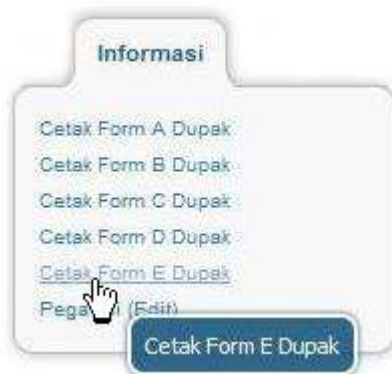 Informasi
Cetak Form A Dupak
Cetak Form B Dupak
Cetak Form C Dupak
Cetak Form D Dupak
Cetak Form E Dupak
(Edit)
Cetak Form E Dupak